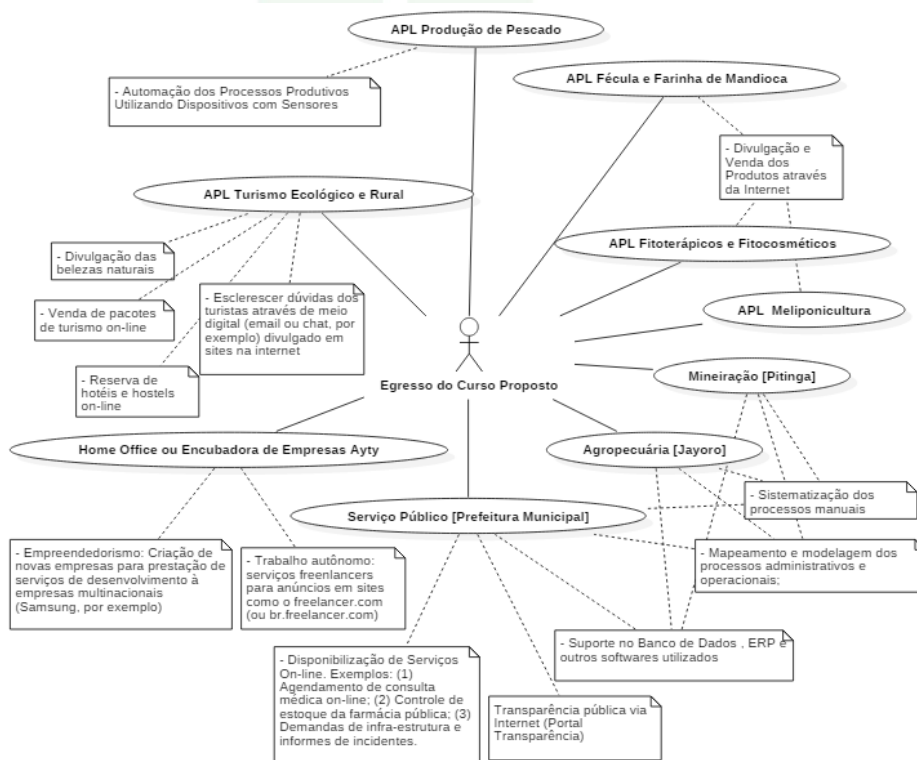 APL Produção de Pescado
APL Fécula e Farinha de Mandioca
- Automação dos Processos Produtivos
Utilizando Dispositivos com Sensores
- Divulgação e
Venda dos
Produtos através
da Internet
APL Turismo Ecológico e Rural
APL Fitoterápicos e Fitocosméticos
- Divulgação das
belezas naturais
- Venda de pacotes
de turismo on-line
- Esclerescer dúvidas dos
turistas através de meio
digital (email ou chat, por
exemplo) divulgado em
sites na internet
APL Meliponicultura
- Reserva de
hotéis e hostels
on-line
Egresso do Curso Proposto
Mineiração [Pitinga]
Home Office ou Encubadora de Empresas Ayty
Agropecuária [Jayoro]
- Sistematização dos
processos manuais
Serviço Público [Prefeitura Municipal]
- Empreendedorismo: Criação de
novas empresas para prestação de
serviços de desenvolvimento à
empresas multinacionais
(Samsung, por exemplo)
- Trabalho autônomo:
serviços freenlancers
para anúncios em sites
como o freelancer.com
(ou br.freelancer.com)
- Mapeamento e modelagem dos
processos administrativos e
operacionais;
- Suporte no Banco de Dados , ERP e
outros softwares utilizados
- Disponibilização de Serviços
On-line. Exemplos: (1)
Agendamento de consulta
médica on-line; (2) Controle de
estoque da farmácia pública; (3)
Demandas de infra-estrutura e
informes de incidentes.
Transparência pública via
Internet (Portal
Transparência)